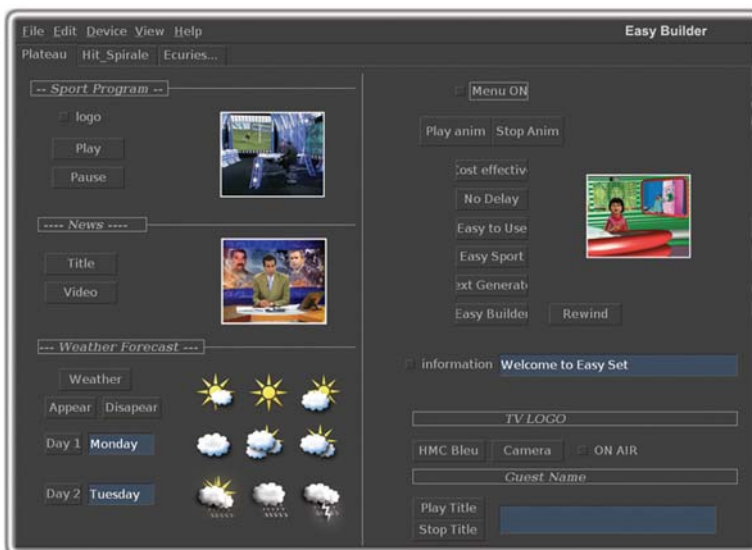 File Edit Device View Help
Easy Builder
Plateau Hit_Spirale Ecuries...
-- Sport Program --
logo
Play
Pause
---- News ----
Title
Video
--- Weather Forecast ---
Weather
Appear Disapear
Day 1 Monday
Day 2 Tuesday
Menu ON
Play anim Stop Anim
Cost effectiv
No Delay
Easy to Use
Easy Sport
ext Generat
Easy Builder Rewind
information Welcome to Easy Set
TV LOGO
HMC Bleu Camera ON AIR
Guest Name
Play Title
Stop Title